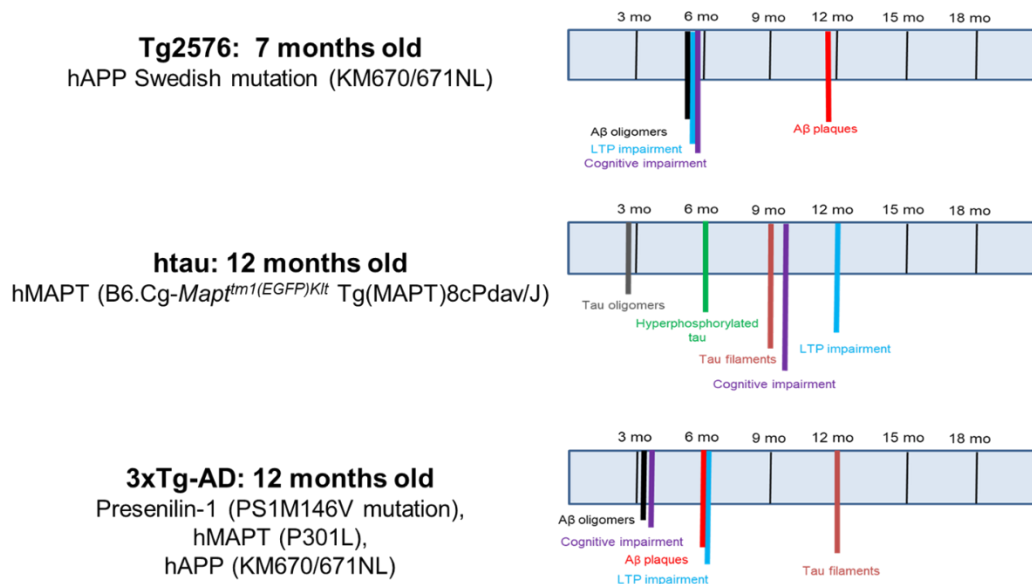 Tg2576: 7 months old
hAPP Swedish mutation (KM670/671NL)
3 mo 6 mo 9 mo 12 mo 15 mo 18 mo
Aβ oligomers
LTP impairment
Cognitive impairment
Aβ plaques
htau: 12 months old
hMAPT (B6.Cg-Mapttm1(EGFP)Klt Tg(MAPT)8cPdav/J)
3 mo 6 mo 9 mo 12 mo 15 mo 18 mo
Tau oligomers
Hyperphosphorylated
tau
Tau filaments
LTP impairment
Cognitive impairment
3xTg-AD: 12 months old
Presenilin-1 (PS1M146V mutation),
hMAPT (P301L),
hAPP (KM670/671NL)
3 mo 6 mo 9 mo 12 mo 15 mo 18 mo
Aβ oligomers
Cognitive impairment
Aβ plaques
LTP impairment
Tau filaments